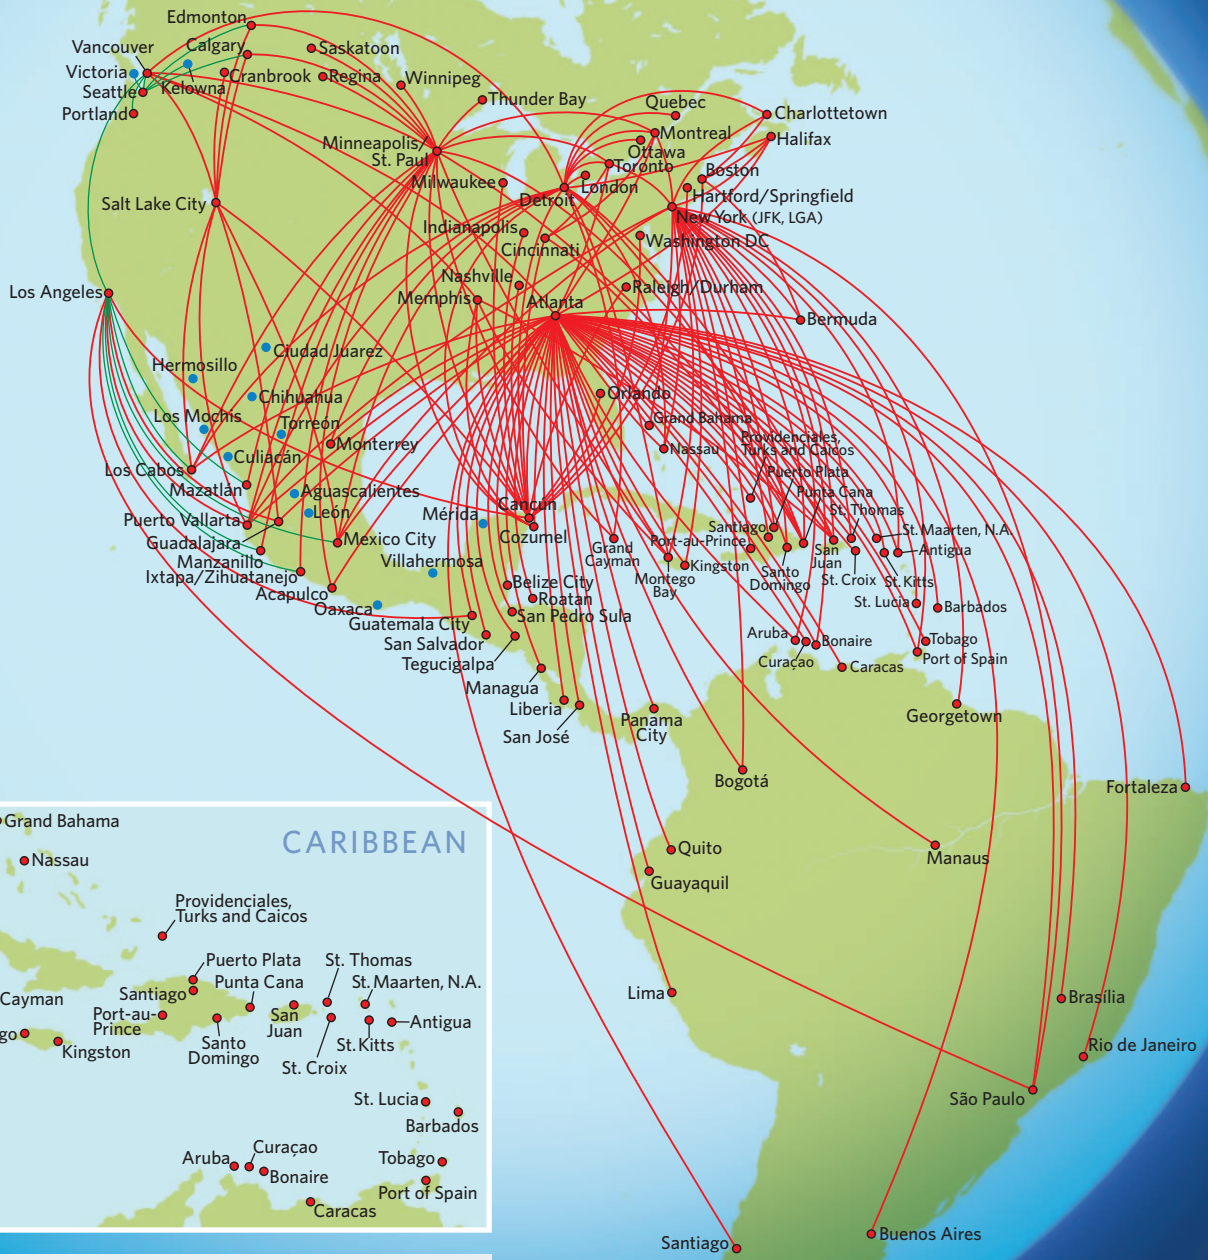 Edmonton
Vancouver
Calgary
Saskatoon
Victoria
Kelowna
Cranbrook
Regina
Winnipeg
Seattle
Thunder Bay
Portland
Quebec
Charlottetown
Minneapolis/
St. Paul
Montreal
Halifax
Ottawa
Toronto
Boston
Milwaukee
London
Detroit
Hartford/Springfield
Salt Lake City
New York (JFK, LGA)
Indianapolis
Cincinnati
Washington DC
Nashville
Raleigh/Durham
Los Angeles
Memphis
Atlanta
Bermuda
Ciudad Juarez
Hermosillo
Chihuahua
Orlando
Los Mochis
Torreón
Grand Bahama
Monterrey
Nassau
Providenciales,
Turks and Caicos
Culiacán
Los Cabos
Puerto Plata
Mazatlán
Aguascalientes
Punta Cana
León
Cancún
St. Thomas
Puerto Vallarta
Mérida
Santiago
St. Maarten, N.A.
Guadalajara
Mexico City
Cozumel
Grand
Cayman
Port-au-Prince
San
Juan
Antigua
Manzanillo
Villahermosa
Kingston
Montego
Bay
Santo
Domingo
St. Croix
St. Kitts
Ixtapa/Zihuatanejo
Belize City
Acapulco
Roatan
St. Lucia
Barbados
Oaxaca
San Pedro Sula
Guatemala City
San Salvador
Aruba
Bonaire
Tobago
Tegucigalpa
Curaçao
Caracas
Port of Spain
Managua
Liberia
Panama
City
Georgetown
San José
Bogotá
Fortaleza
Quito
Manaus
Guayaquil
Lima
Brasília
Rio de Janeiro
São Paulo
Buenos Aires
Santiago
CARIBBEAN
Grand Bahama
Nassau
Providenciales,
Turks and Caicos
Puerto Plata
St. Thomas
Punta Cana
St. Maarten, N.A.
Cayman
Santiago
Port-au-
Prince
San
Juan
Antigua
go
Kingston
Santo
Domingo
St. Kitts
St. Croix
St. Lucia
Barbados
Curaçao
Aruba
Bonaire
Tobago
Port of Spain
Caracas